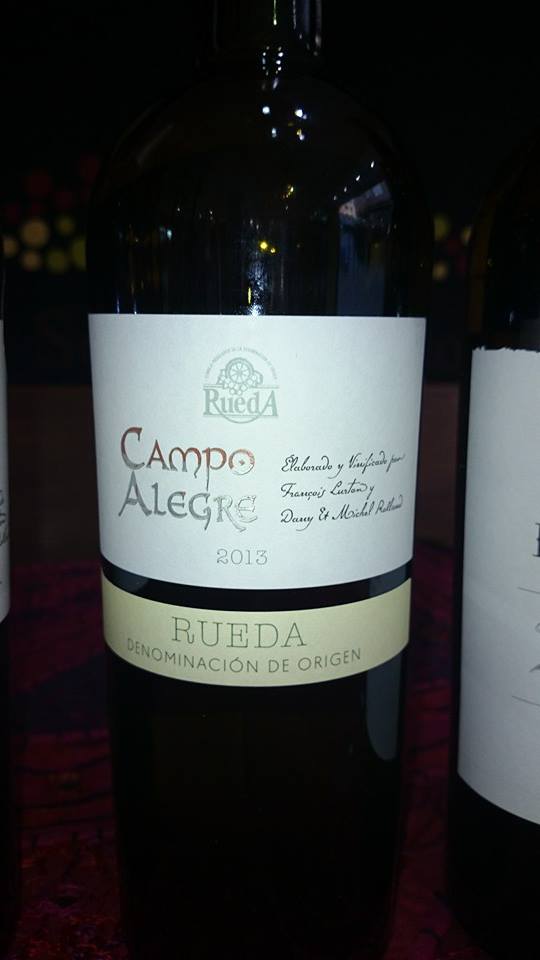 RuedA
CAMPO
ALEGRE
Elaborado y Vinificado por
François Lurton y
Dany Et Michel Rolland
2013
RUEDA
DENOMINACIÓN DE ORIGEN